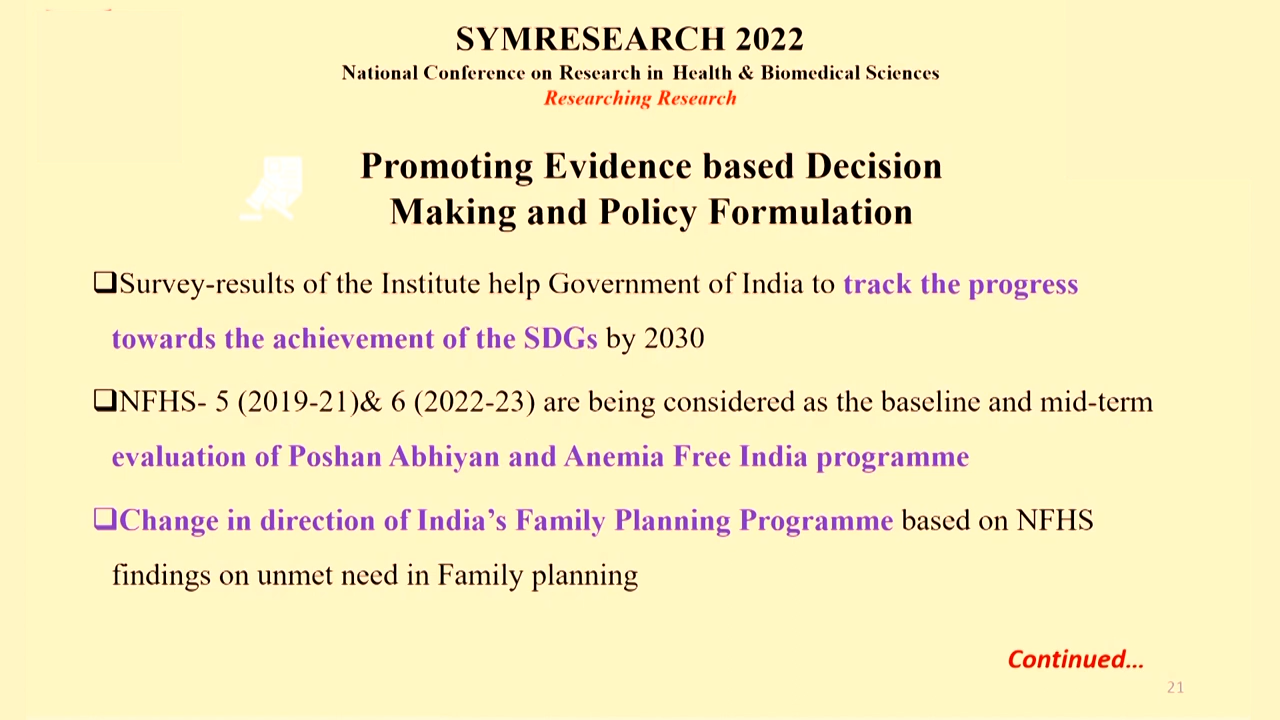 SYMRESEARCH 2022
National Conference on Research in Health & Biomedical Sciences
Researching Research
Promoting Evidence based Decision
Making and Policy Formulation
❑Survey-results of the Institute help Government of India to track the progress
towards the achievement of the SDGs by 2030
❑NFHS- 5 (2019-21)& 6 (2022-23) are being considered as the baseline and mid-term
evaluation of Poshan Abhiyan and Anemia Free India programme
❑Change in direction of India’s Family Planning Programme based on NFHS
findings on unmet need in Family planning
Continued...
21